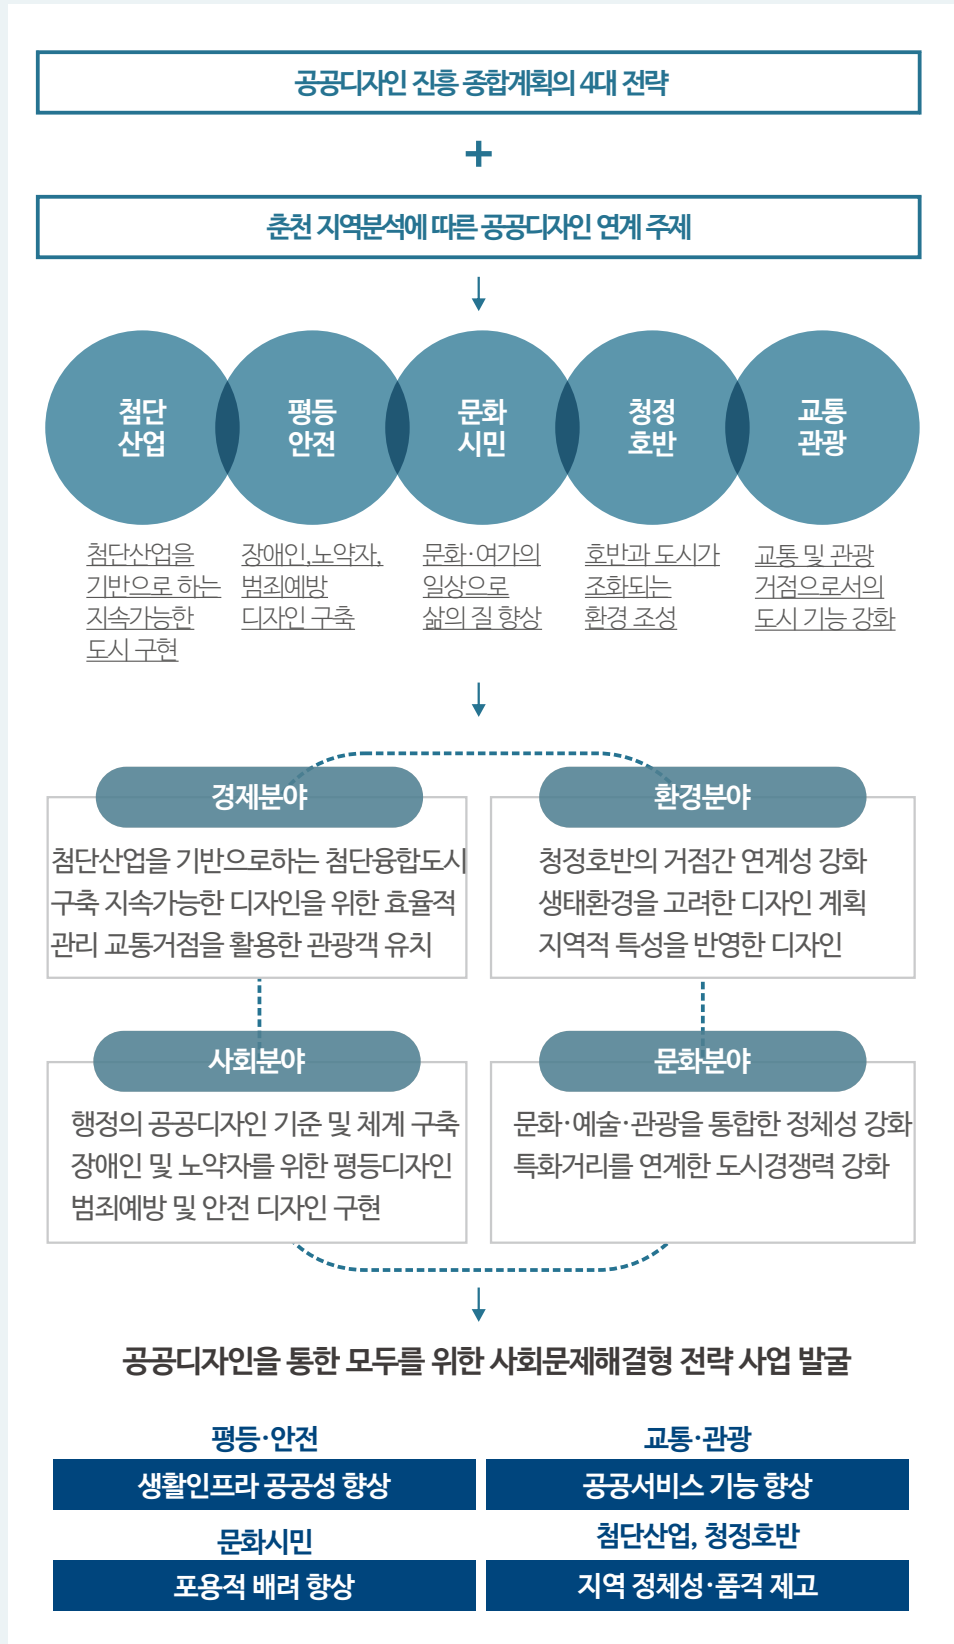 공공디자인 진흥 종합계획의 4대 전략
+
춘천 지역분석에 따른 공공디자인 연계 주제
첨단
산업
평등
안전
문화
시민
청정
호반
교통
관광
첨단산업을
기반으로 하는
지속가능한
도시 구현
장애인,노약자,
범죄예방
디자인 구축
문화·여가의
일상으로
삶의 질 향상
호반과 도시가
조화되는
환경 조성
교통 및 관광
거점으로서의
도시 기능 강화
경제분야
첨단산업을 기반으로하는 첨단융합도시
구축 지속가능한 디자인을 위한 효율적
관리 교통거점을 활용한 관광객 유치
환경분야
청정호반의 거점간 연계성 강화
생태환경을 고려한 디자인 계획
지역적 특성을 반영한 디자인
사회분야
행정의 공공디자인 기준 및 체계 구축
장애인 및 노약자를 위한 평등디자인
범죄예방 및 안전 디자인 구현
문화분야
문화·예술·관광을 통합한 정체성 강화
특화거리를 연계한 도시경쟁력 강화
공공디자인을 통한 모두를 위한 사회문제해결형 전략 사업 발굴
평등·안전
생활인프라 공공성 향상
교통·관광
공공서비스 기능 향상
문화시민
포용적 배려 향상
첨단산업, 청정호반
지역 정체성·품격 제고